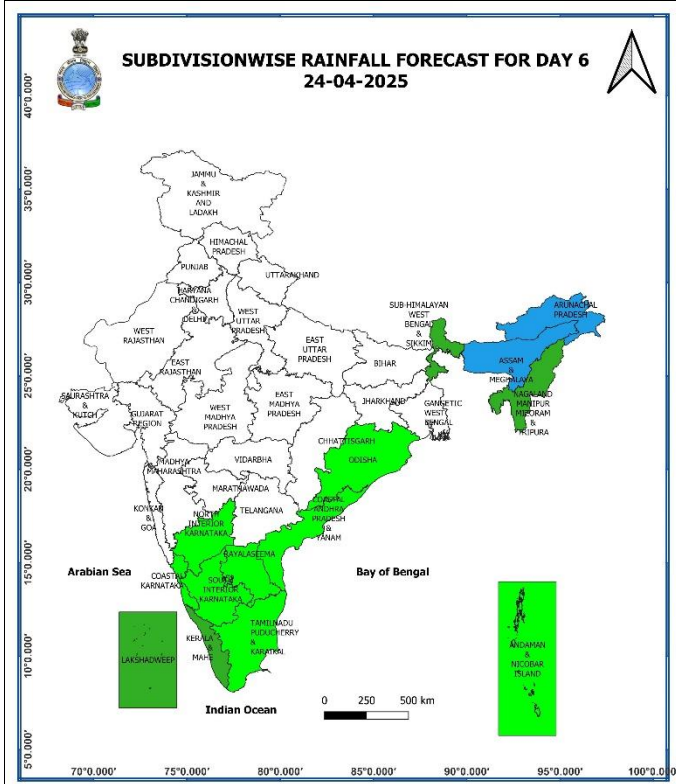 SUBDIVISIONWISE RAINFALL FORECAST FOR DAY 6
24-04-2025
40°0.000'
35°0.000'
30°0.000'
25°0.000'
20°0.000'
15°0.000'
10°0.000'
5°0.000'
JAMMU
&
KASHMIR
AND
LADAKH
HIMACHAL
PRADESH
PUNJAB
UTTARAKHAND
HARYANA
CHANDIGARH
&
DELHI
WEST
UTTAR
PRADESH
WEST
RAJASTHAN
EAST
RAJASTHAN
EAST
UTTAR
PRADESH
BIHAR
SUB-HIMALAYAN
WEST
BENGAL
&
SIKKIM
ARUNACHAL
PRADESH
ASSAM
&
MEGHALAYA
NAGALAND
MANIPUR
MIZORAM
&
TRIPURA
SAURASHTRA
&
KUTCH
GUJARAT
REGION
WEST
MADHYA
PRADESH
EAST
MADHYA
PRADESH
JHARKHAND
GANGETIC
WEST
BENGAL
CHHATTISGARH
ODISHA
MADHYA
MAHARASHTRA
VIDARBHA
MARATHAWADA
KONKAN
&
GOA
TELANGANA
COASTAL
ANDHRA
PRADESH
&
YANAM
NORTH
INTERIOR
KARNATAKA
RAYALASEEMA
COASTAL
KARNATAKA
SOUTH
INTERIOR
KARNATAKA
TAMILNADU
PUDUCHERRY
&
KARAIKAL
KERALA
&
MAHE
LAKSHADWEEP
ANDAMAN
&
NICOBAR
ISLAND
Arabian Sea
Bay of Bengal
Indian Ocean
0 250 500 km
70°0.000' 75°0.000' 80°0.000' 85°0.000' 90°0.000' 95°0.000' 100°0.000